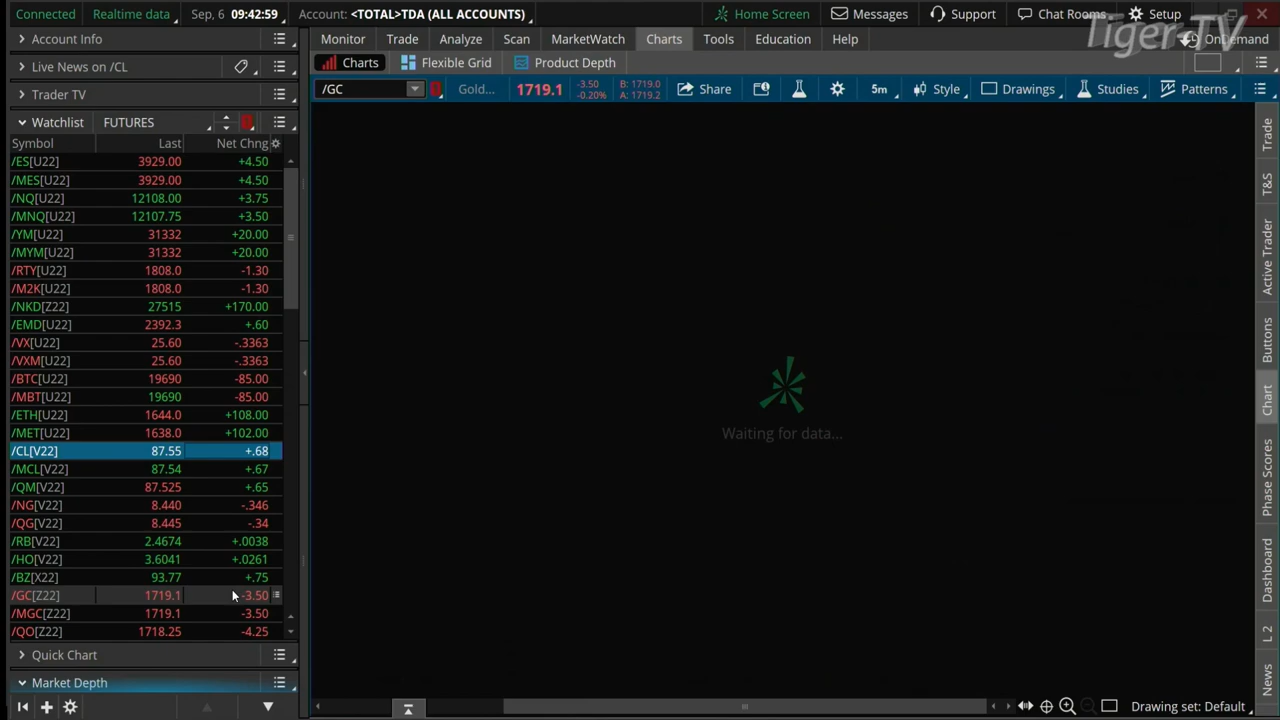 Connected Realtime data Sep, 6 09:42:59 Account: <TOTAL>TDA (ALL ACCOUNTS) Home Screen Messages Support Chat Rooms Setup
Tiger-TV
OnDemand
Account Info
Live News on /CL
Trader TV
Watchlist FUTURES
Symbol Last Net Chng
/ES[U22] 3929.00 +4.50
/MES[U22] 3929.00 +4.50
/NQ[U22] 12108.00 +3.75
/MNQ[U22] 12107.75 +3.50
/YM[U22] 31332 +20.00
/MYM[U22] 31332 +20.00
/RTY[U22] 1808.0 -1.30
/M2K[U22] 1808.0 -1.30
/NKD[Z22] 27515 +170.00
/EMD[U22] 2392.3 +.60
/VX[U22] 25.60 -.3363
/VXM[U22] 25.60 -.3363
/BTC[U22] 19690 -85.00
/MBT[U22] 19690 -85.00
/ETH[U22] 1644.0 +108.00
/MET[U22] 1638.0 +102.00
/CL[V22] 87.55 +.68
/MCL[V22] 87.54 +.67
/QM[V22] 87.525 +.65
/NG[V22] 8.440 -.346
/QG[V22] 8.445 -.34
/RB[V22] 2.4674 +.0038
/HO[V22] 3.6041 +.0261
/BZ[X22] 93.77 +.75
/GC[Z22] 1719.1 -3.50
/MGC[Z22] 1719.1 -3.50
/QO[Z22] 1718.25 -4.25
Quick Chart
Market Depth
Monitor Trade Analyze Scan MarketWatch Charts Tools Education Help
Charts Flexible Grid Product Depth
/GC Gold... 1719.1 -3.50 B: 1719.0 Share 5m Style Drawings Studies Patterns
-0.20% A: 1719.2
Waiting for data...
Drawing set: Default
Trade
T&S
Active Trader
Buttons
Chart
Phase Scores
Dashboard
L 2
News